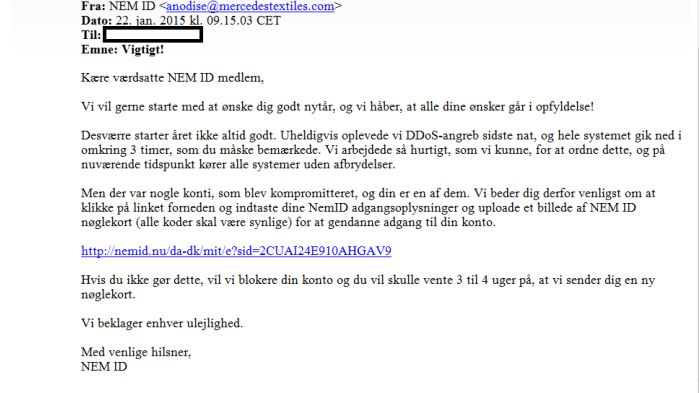 Fra: NEM ID <anodise@mercedestextiles.com>
Dato: 22. jan. 2015 kl. 09.15.03 CET
Til:
Emne: Vigtigt!
Kære værdsatte NEM ID medlem,
Vi vil gerne starte med at ønske dig godt nytår, og vi håber, at alle dine ønsker går i opfyldelse!
Desværre starter året ikke altid godt. Uheldigvis oplevede vi DDoS-angreb sidste nat, og hele systemet gik ned i
omkring 3 timer, som du måske bemærkede. Vi arbejdede så hurtigt, som vi kunne, for at ordne dette, og på
nuværende tidspunkt kører alle systemer uden afbrydelser.
Men der var nogle konti, som blev kompromitteret, og din er en af dem. Vi beder dig derfor venligst om at
klikke på linket forneden og indtaste dine NemID adgangsoplysninger og uploade et billede af NEM ID
nøglekort (alle koder skal være synlige) for at gendanne adgang til din konto.
http://nemid.nu/da-dk/mit/e?sid=2CUAI24E910AHGAV9
Hvis du ikke gør dette, vil vi blokere din konto og du vil skulle vente 3 til 4 uger på, at vi sender dig en ny
nøglekort.
Vi beklager enhver ulejlighed.
Med venlige hilsner,
NEM ID